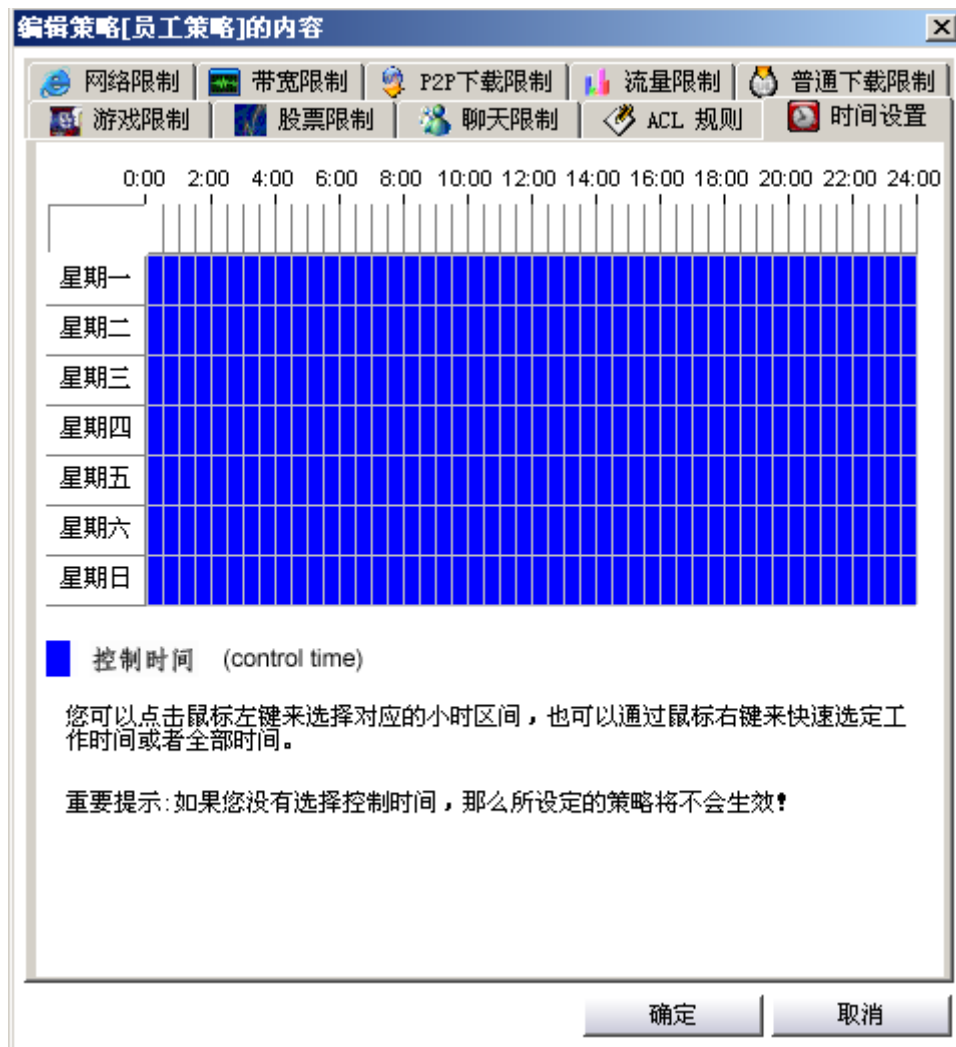 编辑策略[员工策略]的内容
网络限制 带宽限制 P2P下载限制 流量限制 普通下载限制
游戏限制 股票限制 聊天限制 ACL 规则 时间设置
0:00 2:00 4:00 6:00 8:00 10:00 12:00 14:00 16:00 18:00 20:00 22:00 24:00
星期一
星期二
星期三
星期四
星期五
星期六
星期日
控制时间 (control time)
您可以点击鼠标左键来选择对应的小时区间，也可以通过鼠标右键来快速选定工
作时间或者全部时间。
重要提示:如果您没有选择控制时间，那么所设定的策略将不会生效!
确定 取消